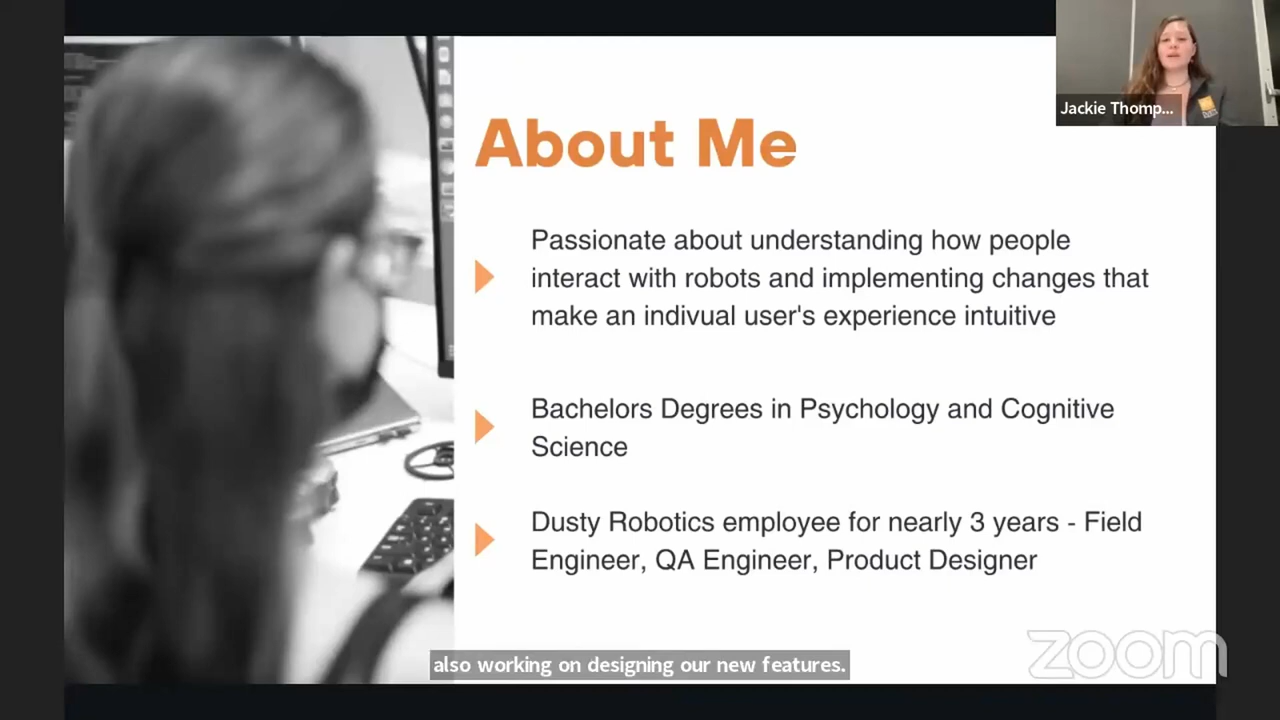 Jackie Thomp...
About Me
Passionate about understanding how people
interact with robots and implementing changes that
make an indivual user's experience intuitive
Bachelors Degrees in Psychology and Cognitive
Science
Dusty Robotics employee for nearly 3 years - Field
Engineer, QA Engineer, Product Designer
also working on designing our new features.
zoom